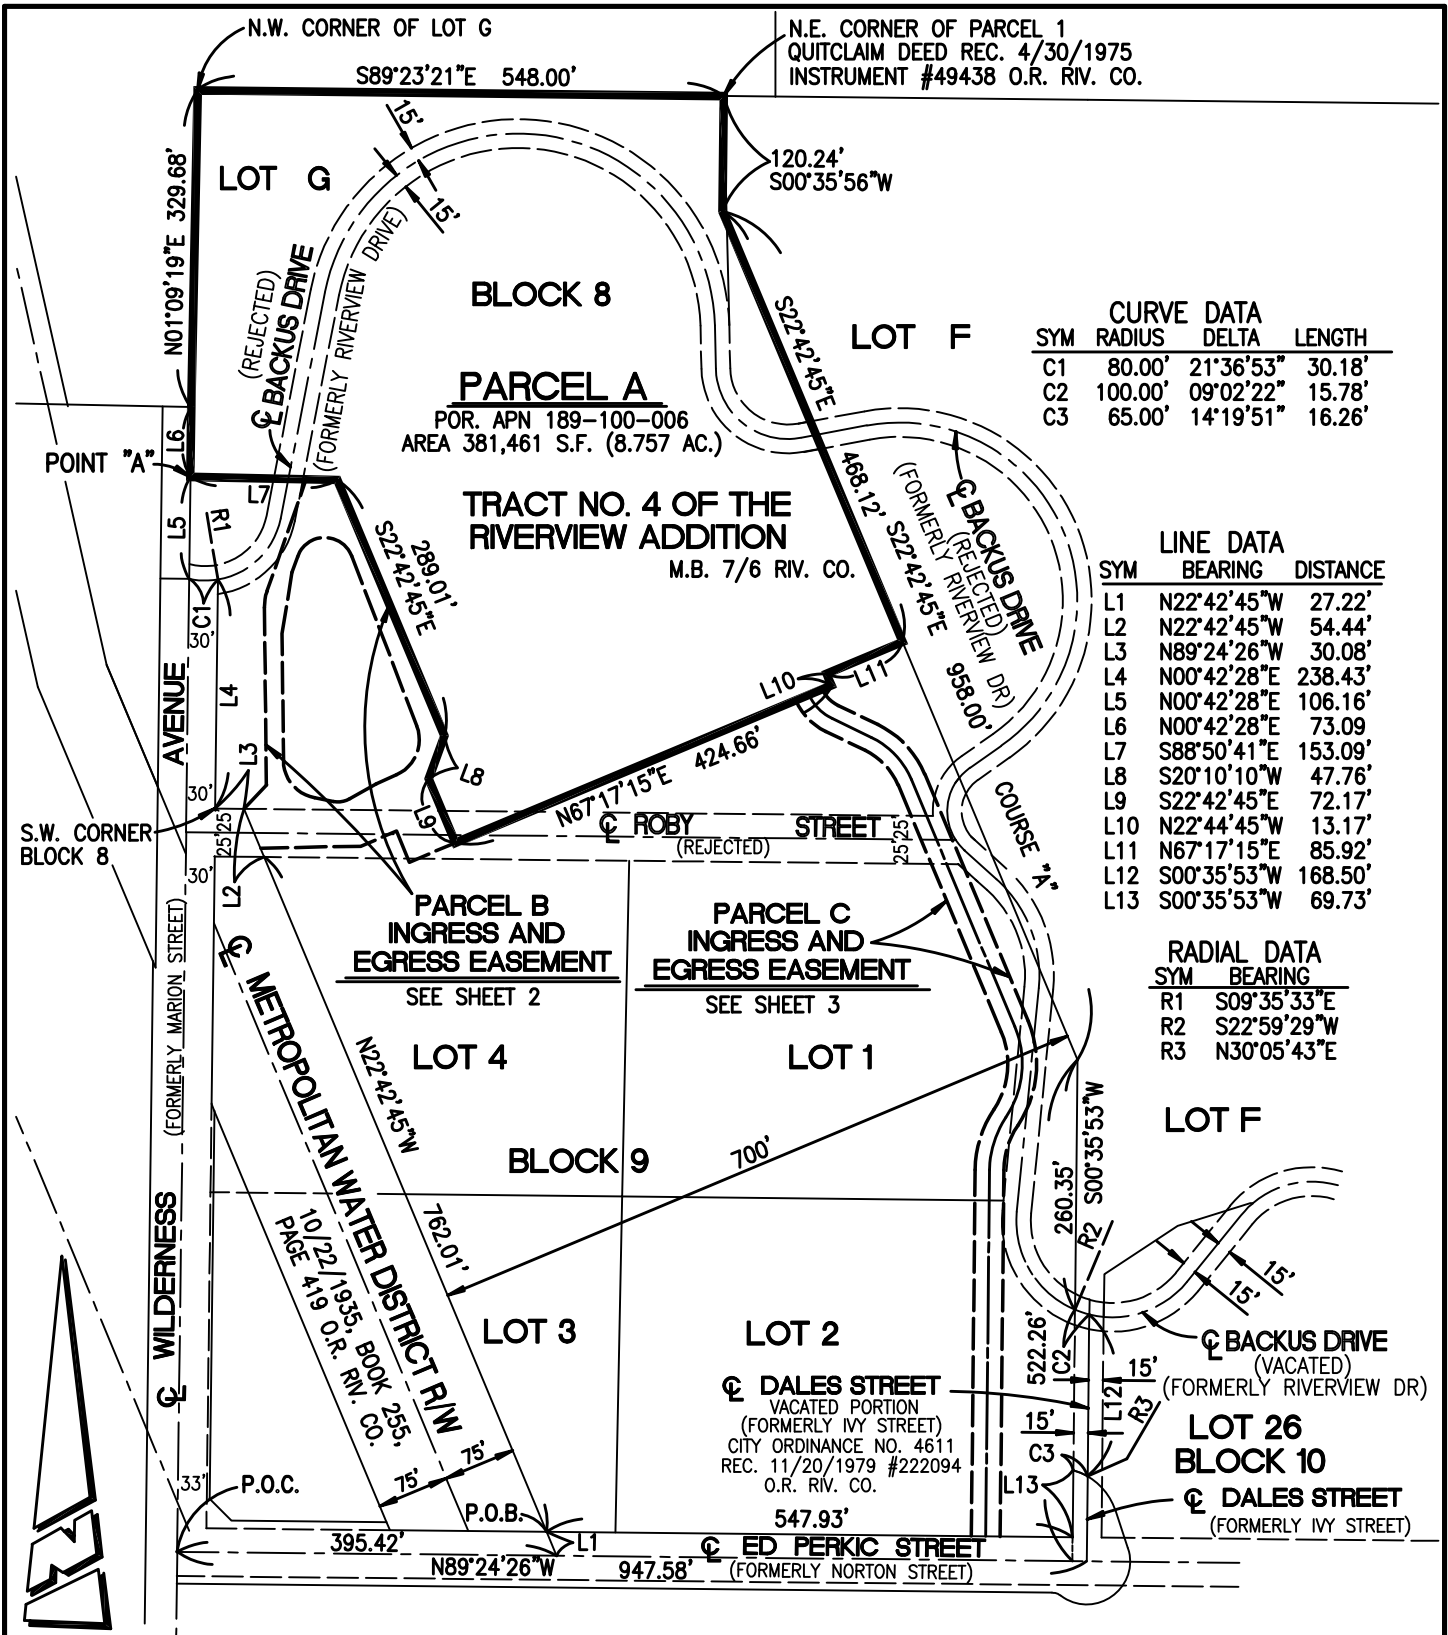 N.W. CORNER OF LOT G
N.E. CORNER OF PARCEL 1
QUITCLAIM DEED REC. 4/30/1975
INSTRUMENT #49438 O.R. RIV. CO.
S89°23'21"E 548.00'
15'
15'
120.24'
S00°35'56"W
LOT G
N01°09'19"E 329.68'
(REJECTED)
℄ BACKUS DRIVE
(FORMERLY RIVERVIEW DRIVE)
BLOCK 8
S22°42'45"E
LOT F
PARCEL A
POR. APN 189-100-006
AREA 381,461 S.F. (8.757 AC.)
CURVE DATA
SYM RADIUS DELTA LENGTH
C1 80.00' 21°36'53" 30.18'
C2 100.00' 09°02'22" 15.78'
C3 65.00' 14°19'51" 16.26'
L6
POINT "A"
L7
L5
R1
TRACT NO. 4 OF THE
RIVERVIEW ADDITION
M.B. 7/6 RIV. CO.
468.12'
S22°42'45"E
958.00'
℄ BACKUS DRIVE
(REJECTED)
(FORMERLY RIVERVIEW DR)
289.01'
S22°42'45"E
LINE DATA
SYM BEARING DISTANCE
L1 N22°42'45"W 27.22'
L2 N22°42'45"W 54.44'
L3 N89°24'26"W 30.08'
L4 N00°42'28"E 238.43'
L5 N00°42'28"E 106.16'
L6 N00°42'28"E 73.09
L7 S88°50'41"E 153.09'
L8 S20°10'10"W 47.76'
L9 S22°42'45"E 72.17'
L10 N22°44'45"W 13.17'
L11 N67°17'15"E 85.92'
L12 S00°35'53"W 168.50'
L13 S00°35'53"W 69.73'
C1
30'
L4
L3
30'
L10
L11
L8
L9
N67°17'15"E 424.66'
COURSE "A"
S.W. CORNER
BLOCK 8
25' 25'
℄ ROBY STREET
(REJECTED)
25' 25'
30'
L2
PARCEL B
INGRESS AND
EGRESS EASEMENT
SEE SHEET 2
PARCEL C
INGRESS AND
EGRESS EASEMENT
SEE SHEET 3
RADIAL DATA
SYM BEARING
R1 S09°35'33"E
R2 S22°59'29"W
R3 N30°05'43"E
℄ WILDERNESS AVENUE
(FORMERLY MARION STREET)
℄ METROPOLITAN WATER DISTRICT R/W
10/22/1935, BOOK 255,
PAGE 419 O.R. RIV. CO.
N22°42'45"W
762.01'
LOT 4
LOT 1
LOT F
BLOCK 9
700'
260.35'
S00°35'53"W
R2
15'
15'
LOT 3
LOT 2
522.26'
C2
℄ BACKUS DRIVE
(VACATED)
(FORMERLY RIVERVIEW DR)
℄ DALES STREET
VACATED PORTION
(FORMERLY IVY STREET)
CITY ORDINANCE NO. 4611
REC. 11/20/1979 #222094
O.R. RIV. CO.
15'
15'
L12
R3
C3
L13
LOT 26
BLOCK 10
℄ DALES STREET
(FORMERLY IVY STREET)
75'
75'
33'
P.O.C.
P.O.B.
547.93'
395.42'
L1
℄ ED PERKIC STREET
(FORMERLY NORTON STREET)
N89°24'26"W 947.58'